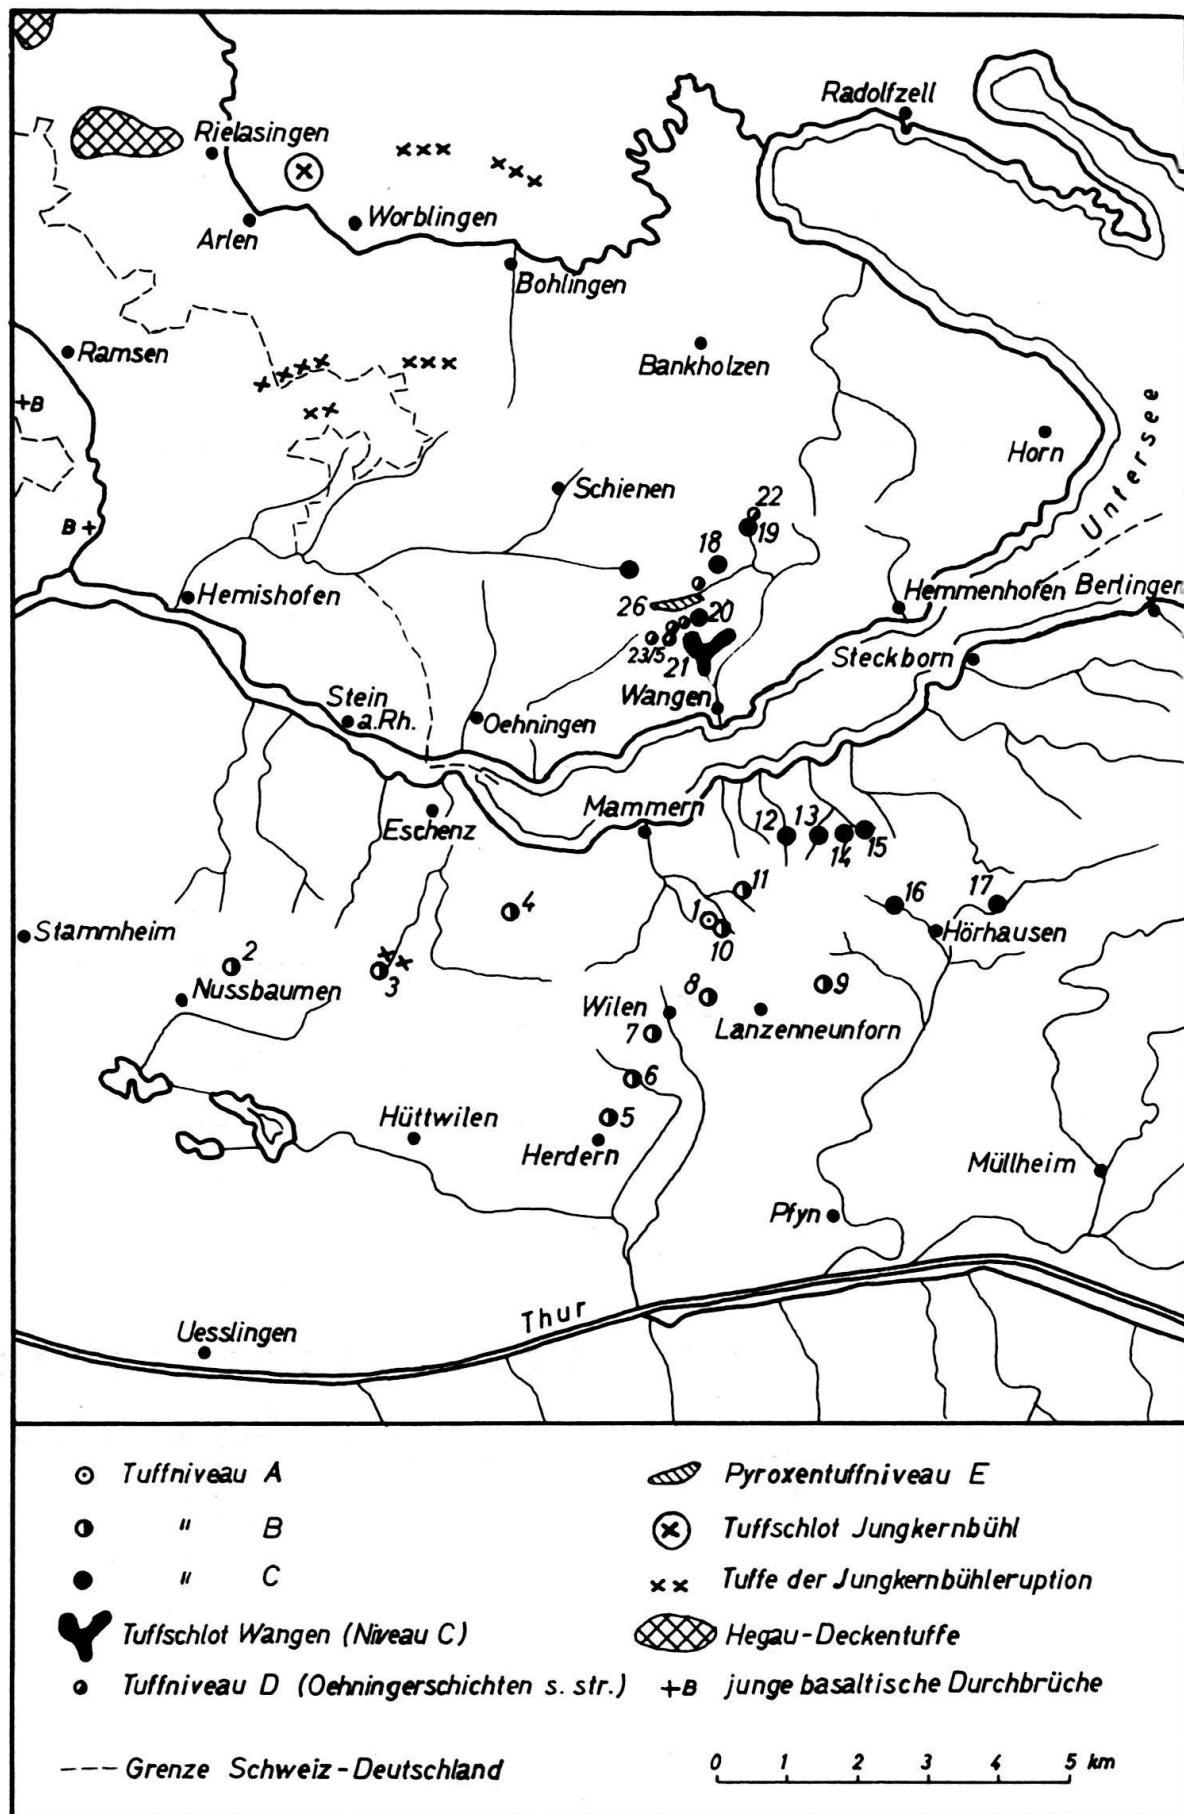 Radolfzell
Rielasingen
Worblingen
Arlen
Bohlingen
Ramsen
Bankholzen
+B
Horn
Untersee
Schienen
22
19
B+
18
Hemishofen
26
20
Hemmenhofen
Berlingen
23/5
21
Steckborn
Stein
a.Rh.
Oehningen
Wangen
Mammern
Eschenz
12
13
14
15
4
11
1
10
16
17
Stammheim
2
3
Hörhausen
Nussbaumen
8
9
Wilen
Lanzenneunforn
7
6
5
Hüttwilen
Herdern
Müllheim
Pfyn
Thur
Uesslingen
Tuffniveau A
" B
" C
Tuffschlot Wangen (Niveau C)
Tuffniveau D (Oehningerschichten s. str.)
Grenze Schweiz-Deutschland
Pyroxentuffniveau E
Tuffschlot Jungkernbühl
Tuffe der Jungkernbühleruption
Hegau-Deckentuffe
+B junge basaltische Durchbrüche
0 1 2 3 4 5 km